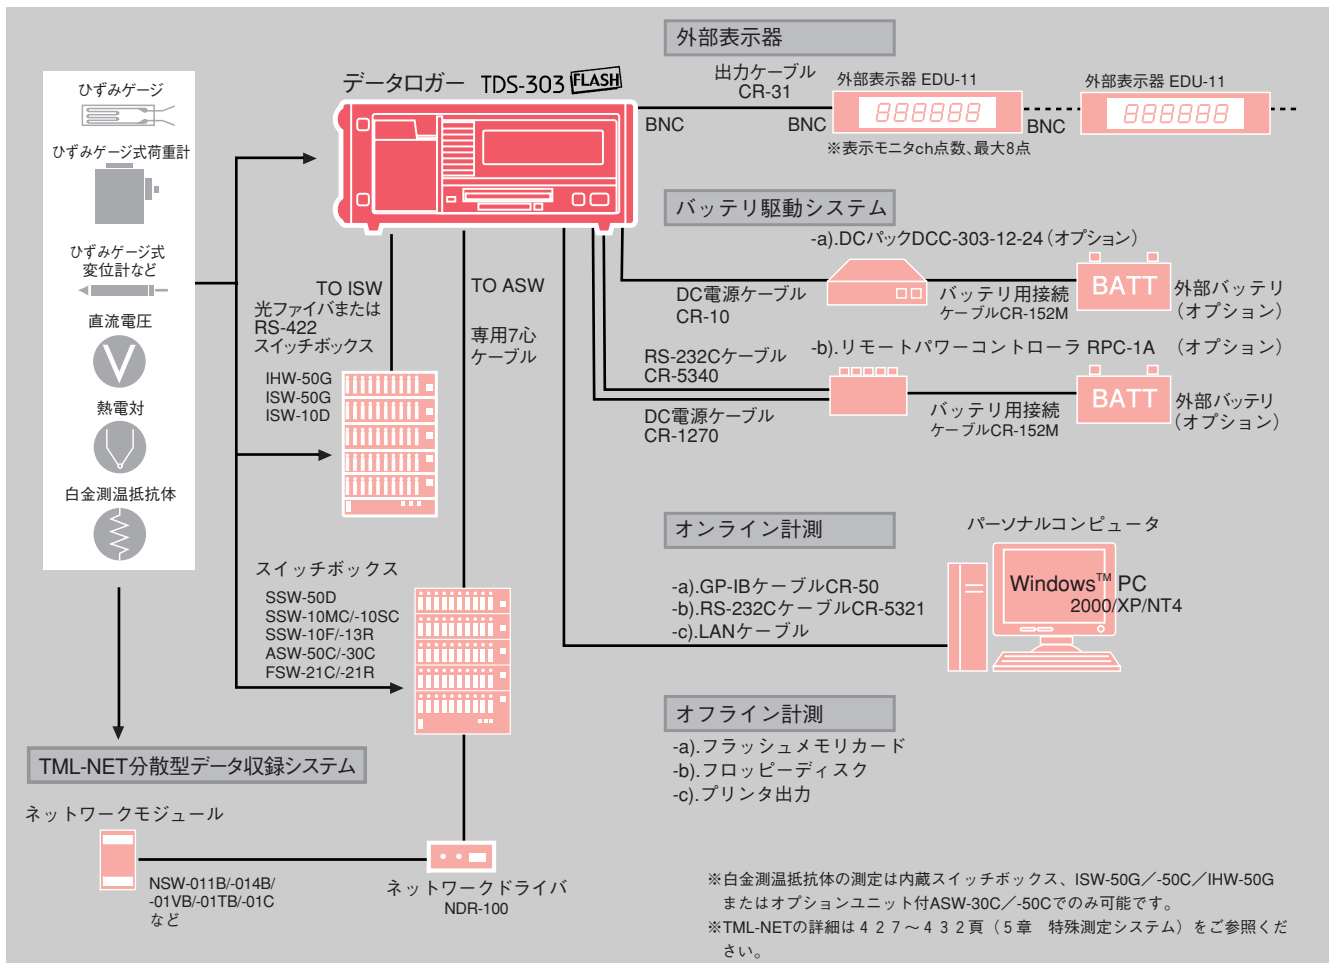 外部表示器
データロガー TDS-303 FLASH
出力ケーブル
CR-31
外部表示器 EDU-11
外部表示器 EDU-11
888888
888888
BNC
BNC
BNC
※表示モニタch点数、最大8点
ひずみゲージ
ひずみゲージ式荷重計
ひずみゲージ式
変位計など
直流電圧
V
熱電対
白金測温抵抗体
バッテリ駆動システム
-a).DCパックDCC-303-12-24(オプション)
DC電源ケーブル
CR-10
バッテリ用接続
ケーブルCR-152M
BATT
外部バッテリ
(オプション)
-b).リモートパワーコントローラ RPC-1A (オプション)
RS-232Cケーブル
CR-5340
DC電源ケーブル
CR-1270
バッテリ用接続
ケーブルCR-152M
BATT
外部バッテリ
(オプション)
TO ISW
光ファイバまたは
RS-422
スイッチボックス
IHW-50G
ISW-50G
ISW-10D
TO ASW
専用7心
ケーブル
オンライン計測
-a).GP-IBケーブルCR-50
-b).RS-232CケーブルCR-5321
-c).LANケーブル
パーソナルコンピュータ
Windows™ PC
2000/XP/NT4
スイッチボックス
SSW-50D
SSW-10MC/-10SC
SSW-10F/-13R
ASW-50C/-30C
FSW-21C/-21R
オフライン計測
-a).フラッシュメモリカード
-b).フロッピーディスク
-c).プリンタ出力
TML-NET分散型データ収録システム
ネットワークモジュール
NSW-011B/-014B/
-01VB/-01TB/-01C
など
ネットワークドライバ
NDR-100
※白金測温抵抗体の測定は内蔵スイッチボックス、ISW-50G／-50C／IHW-50G
またはオプションユニット付ASW-30C／-50Cでのみ可能です。
※TML-NETの詳細は４２７～４３２頁（５章　特殊測定システム）をご参照くだ
さい。